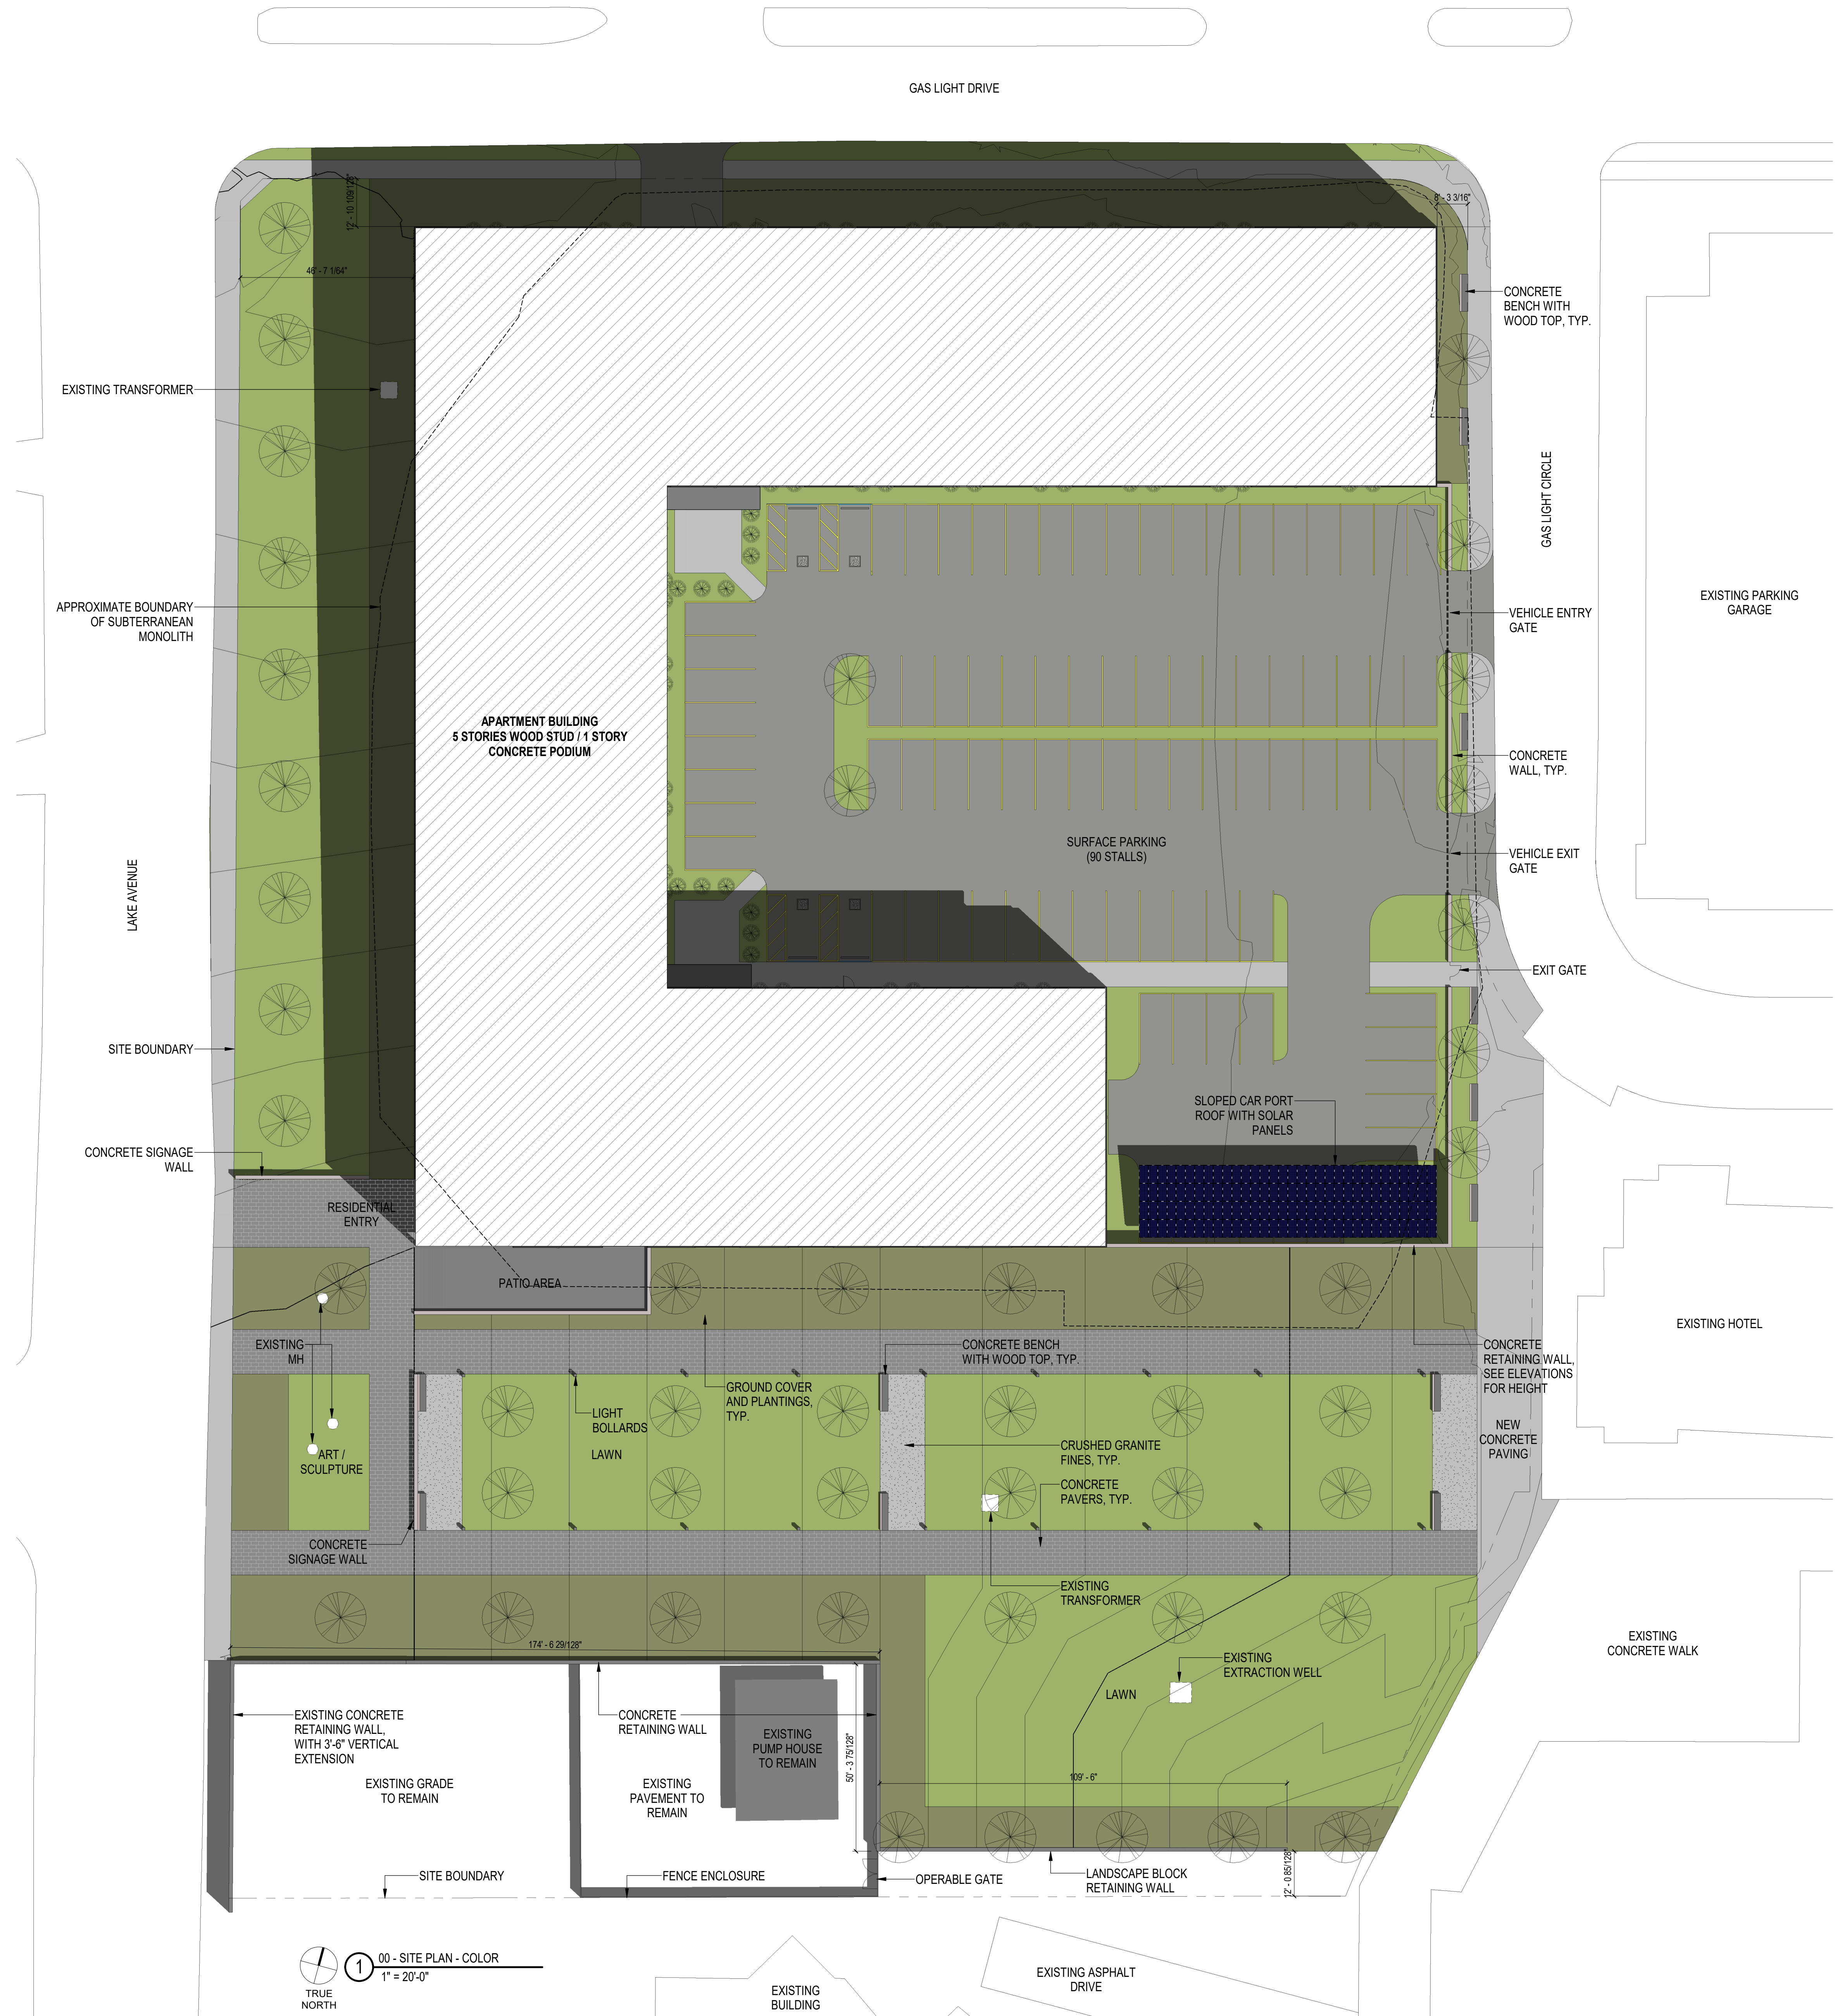 GAS LIGHT DRIVE
12' - 10 109/128"
8' - 3 3/16"
46' - 7 1/64"
CONCRETE
BENCH WITH
WOOD TOP, TYP.
EXISTING TRANSFORMER
GAS LIGHT CIRCLE
EXISTING PARKING
GARAGE
APPROXIMATE BOUNDARY
OF SUBTERRANEAN
MONOLITH
VEHICLE ENTRY
GATE
APARTMENT BUILDING
5 STORIES WOOD STUD / 1 STORY
CONCRETE PODIUM
CONCRETE
WALL, TYP.
SURFACE PARKING
(90 STALLS)
VEHICLE EXIT
GATE
LAKE AVENUE
EXIT GATE
SITE BOUNDARY
SLOPED CAR PORT
ROOF WITH SOLAR
PANELS
CONCRETE SIGNAGE
WALL
RESIDENTIAL
ENTRY
PATIO AREA
EXISTING HOTEL
EXISTING
MH
CONCRETE BENCH
WITH WOOD TOP, TYP.
CONCRETE
RETAINING WALL,
SEE ELEVATIONS
FOR HEIGHT
GROUND COVER
AND PLANTINGS,
TYP.
LIGHT
BOLLARDS
LAWN
NEW
CONCRETE
PAVING
CRUSHED GRANITE
FINES, TYP.
ART /
SCULPTURE
CONCRETE
PAVERS, TYP.
CONCRETE
SIGNAGE WALL
EXISTING
TRANSFORMER
174' - 6 29/128"
EXISTING
CONCRETE WALK
EXISTING
EXTRACTION WELL
LAWN
EXISTING CONCRETE
RETAINING WALL,
WITH 3'-6" VERTICAL
EXTENSION
CONCRETE
RETAINING WALL
EXISTING
PUMP HOUSE
TO REMAIN
50' - 3 75/128"
EXISTING GRADE
TO REMAIN
EXISTING
PAVEMENT TO
REMAIN
109' - 6"
SITE BOUNDARY
FENCE ENCLOSURE
OPERABLE GATE
LANDSCAPE BLOCK
RETAINING WALL
12' - 0 85/128"
1
00 - SITE PLAN - COLOR
1" = 20'-0"
TRUE
NORTH
EXISTING
BUILDING
EXISTING ASPHALT
DRIVE